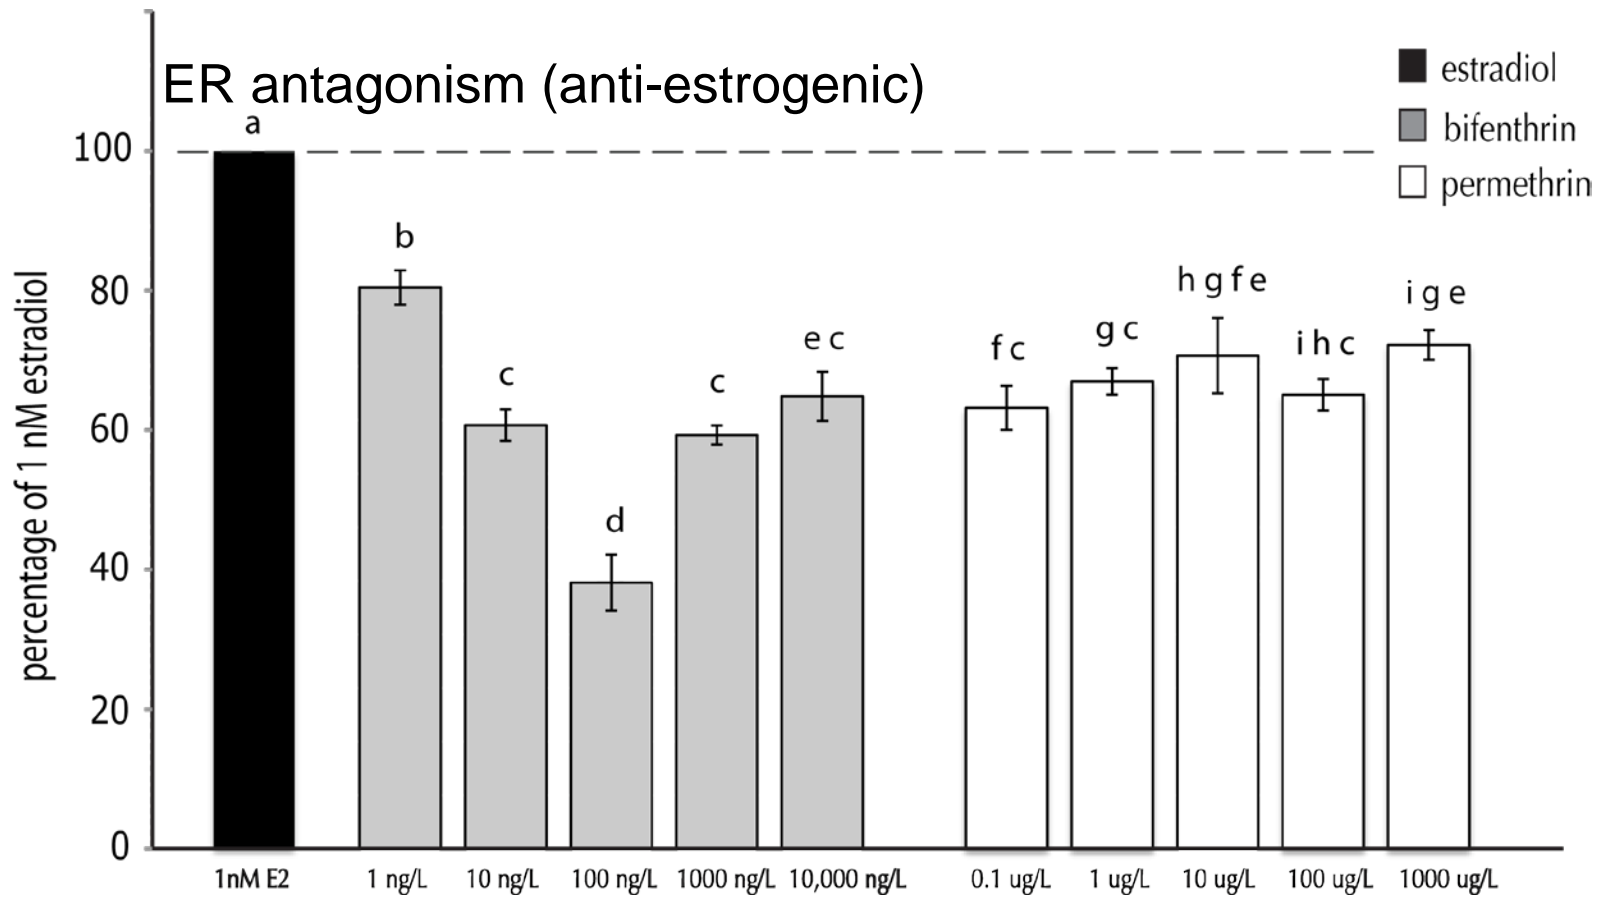 ER antagonism (anti-estrogenic)
estradiol
bifenthrin
permethrin
percentage of 1 nM estradiol
100
80
60
40
20
0
a
b
c
d
c
e c
f c
g c
h g f e
i h c
i g e
1nM E2
1 ng/L
10 ng/L
100 ng/L
1000 ng/L
10,000 ng/L
0.1 ug/L
1 ug/L
10 ug/L
100 ug/L
1000 ug/L